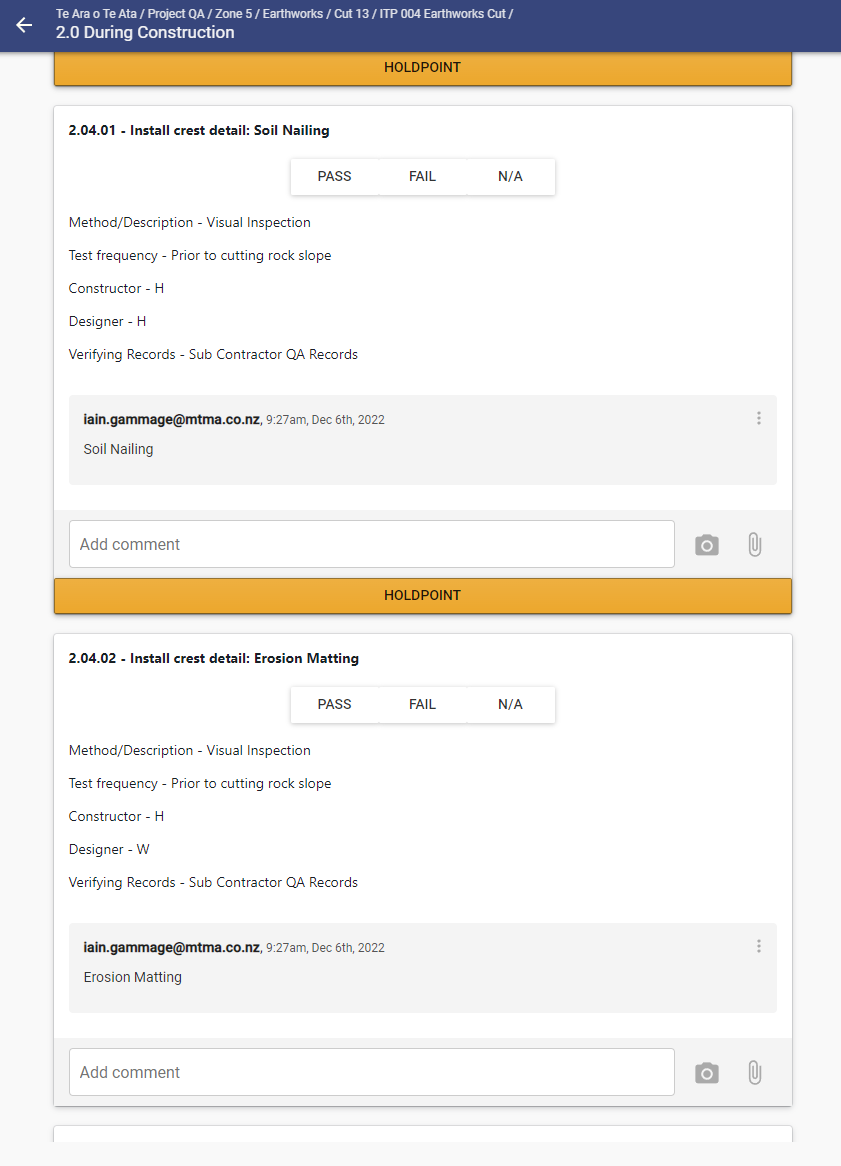 Te Ara o Te Ata / Project QA / Zone 5 / Earthworks / Cut 13 / ITP 004 Earthworks Cut /
2.0 During Construction
HOLDPOINT
2.04.01 - Install crest detail: Soil Nailing
PASS FAIL N/A
Method/Description - Visual Inspection
Test frequency - Prior to cutting rock slope
Constructor - H
Designer - H
Verifying Records - Sub Contractor QA Records
iain.gammage@mtma.co.nz, 9:27am, Dec 6th, 2022
Soil Nailing
Add comment
HOLDPOINT
2.04.02 - Install crest detail: Erosion Matting
PASS FAIL N/A
Method/Description - Visual Inspection
Test frequency - Prior to cutting rock slope
Constructor - H
Designer - W
Verifying Records - Sub Contractor QA Records
iain.gammage@mtma.co.nz, 9:27am, Dec 6th, 2022
Erosion Matting
Add comment